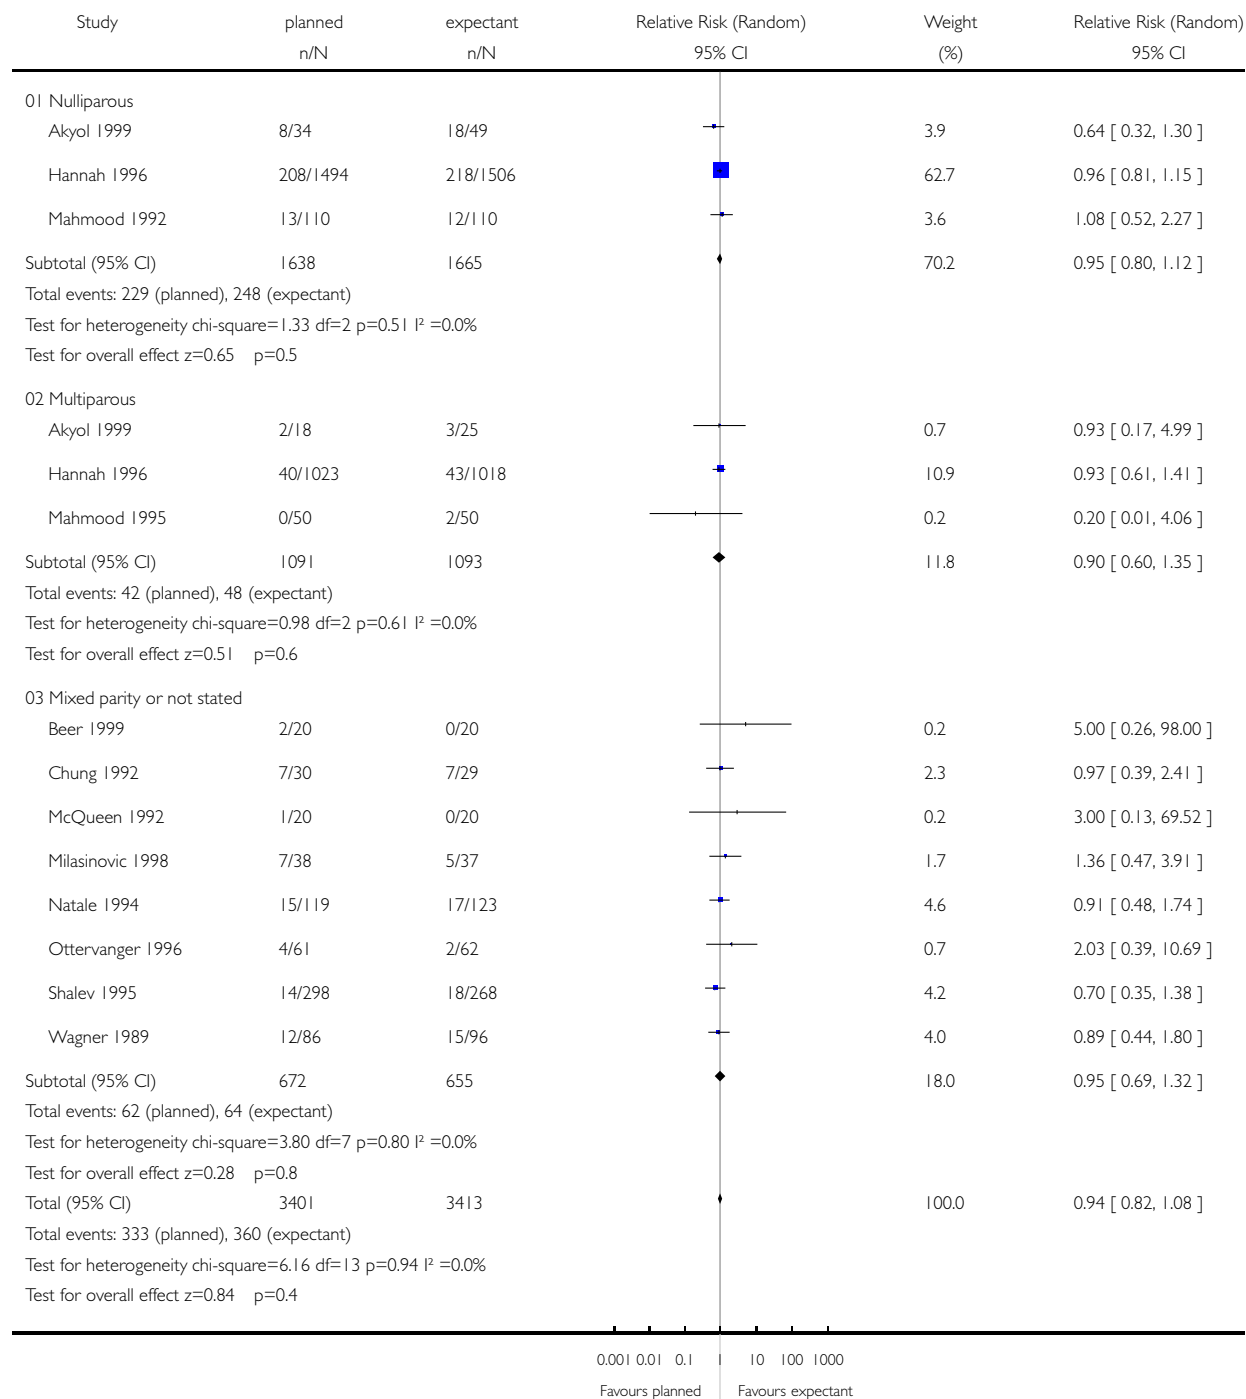 Study planned expectant Relative Risk (Random) Weight Relative Risk (Random)
n/N n/N 95% CI (%) 95% CI
01 Nulliparous
Akyol 1999 8/34 18/49 3.9 0.64 [ 0.32, 1.30 ]
Hannah 1996 208/1494 218/1506 62.7 0.96 [ 0.81, 1.15 ]
Mahmood 1992 13/110 12/110 3.6 1.08 [ 0.52, 2.27 ]
Subtotal (95% CI) 1638 1665 70.2 0.95 [ 0.80, 1.12 ]
Total events: 229 (planned), 248 (expectant)
Test for heterogeneity chi-square=1.33 df=2 p=0.51 I² =0.0%
Test for overall effect z=0.65 p=0.5
02 Multiparous
Akyol 1999 2/18 3/25 0.7 0.93 [ 0.17, 4.99 ]
Hannah 1996 40/1023 43/1018 10.9 0.93 [ 0.61, 1.41 ]
Mahmood 1995 0/50 2/50 0.2 0.20 [ 0.01, 4.06 ]
Subtotal (95% CI) 1091 1093 11.8 0.90 [ 0.60, 1.35 ]
Total events: 42 (planned), 48 (expectant)
Test for heterogeneity chi-square=0.98 df=2 p=0.61 I² =0.0%
Test for overall effect z=0.51 p=0.6
03 Mixed parity or not stated
Beer 1999 2/20 0/20 0.2 5.00 [ 0.26, 98.00 ]
Chung 1992 7/30 7/29 2.3 0.97 [ 0.39, 2.41 ]
McQueen 1992 1/20 0/20 0.2 3.00 [ 0.13, 69.52 ]
Milasinovic 1998 7/38 5/37 1.7 1.36 [ 0.47, 3.91 ]
Natale 1994 15/119 17/123 4.6 0.91 [ 0.48, 1.74 ]
Ottervanger 1996 4/61 2/62 0.7 2.03 [ 0.39, 10.69 ]
Shalev 1995 14/298 18/268 4.2 0.70 [ 0.35, 1.38 ]
Wagner 1989 12/86 15/96 4.0 0.89 [ 0.44, 1.80 ]
Subtotal (95% CI) 672 655 18.0 0.95 [ 0.69, 1.32 ]
Total events: 62 (planned), 64 (expectant)
Test for heterogeneity chi-square=3.80 df=7 p=0.80 I² =0.0%
Test for overall effect z=0.28 p=0.8
Total (95% CI) 3401 3413 100.0 0.94 [ 0.82, 1.08 ]
Total events: 333 (planned), 360 (expectant)
Test for heterogeneity chi-square=6.16 df=13 p=0.94 I² =0.0%
Test for overall effect z=0.84 p=0.4
0.001 0.01 0.1 1 10 100 1000
Favours planned Favours expectant